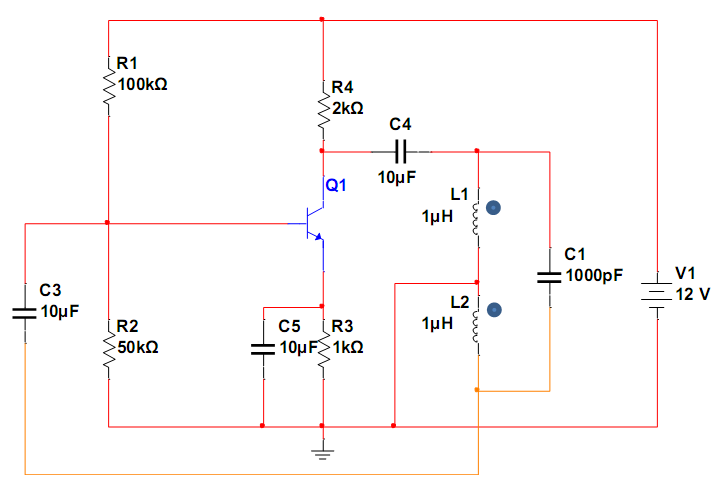 R1
100kΩ
R4
2kΩ
C4
10µF
Q1
L1
1µH
C1
1000pF
V1
12 V
C3
10µF
L2
1µH
R2
50kΩ
C5
10µF
R3
1kΩ